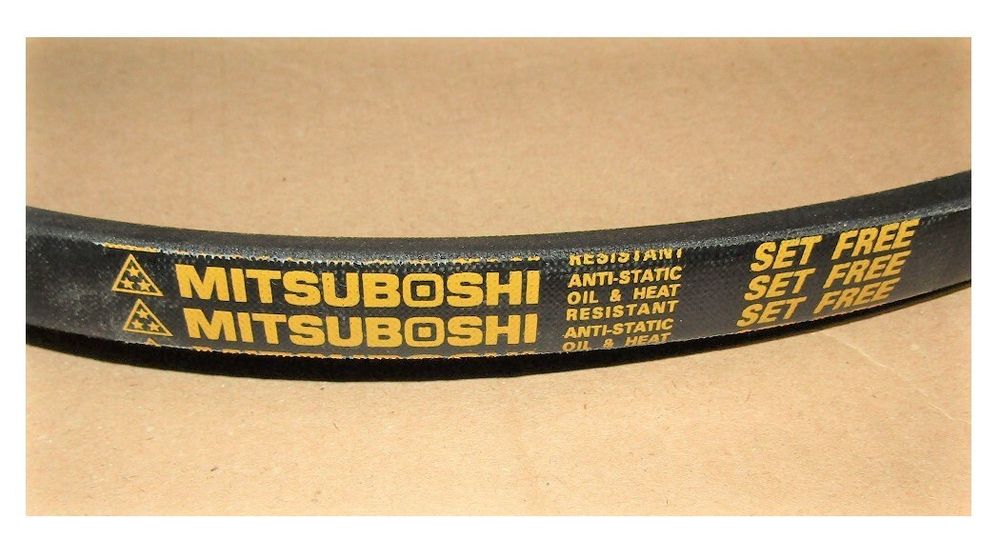 MITSUBOSHI
MITSUBOSHI
RESISTANT
ANTI-STATIC
OIL & HEAT
RESISTANT
ANTI-STATIC
OIL & HEAT
SET FREE
SET FREE
SET FREE